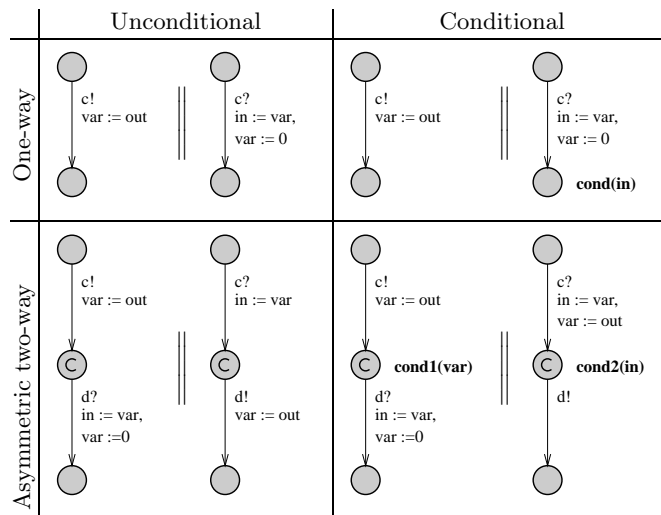 Unconditional
Conditional
One-way
c!
var := out
c?
in := var,
var := 0
c!
var := out
c?
in := var,
var := 0
cond(in)
Asymmetric two-way
c!
var := out
c?
in := var
C
C
d?
in := var,
var :=0
d!
var := out
c!
var := out
c?
in := var,
var := out
C
cond1(var)
C
cond2(in)
d?
in := var,
var := 0
d!